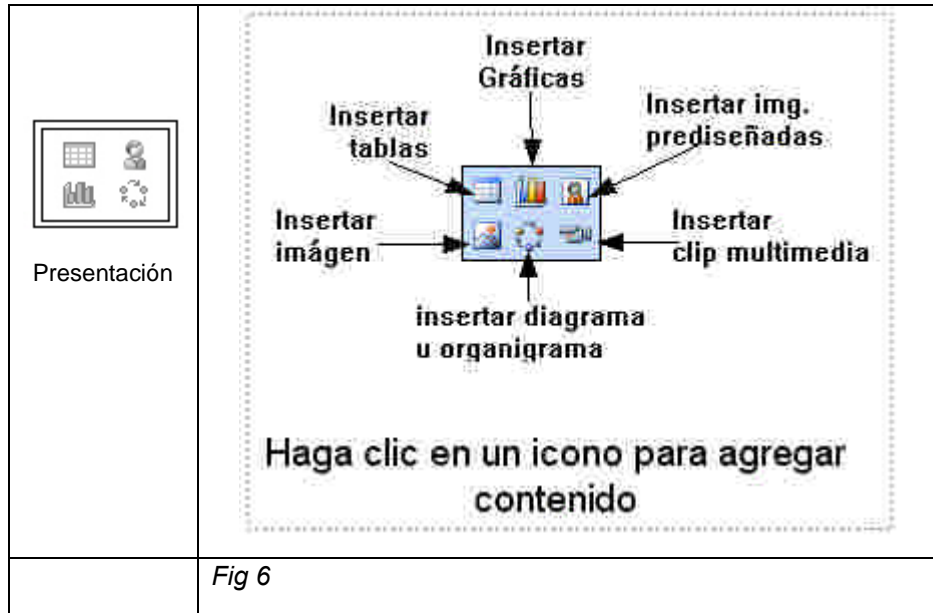 Presentación
Insertar
Gráficas
Insertar
tablas
Insertar img.
prediseñadas
Insertar
imágen
Insertar
clip multimedia
insertar diagrama
u organigrama
Haga clic en un icono para agregar
contenido
Fig 6